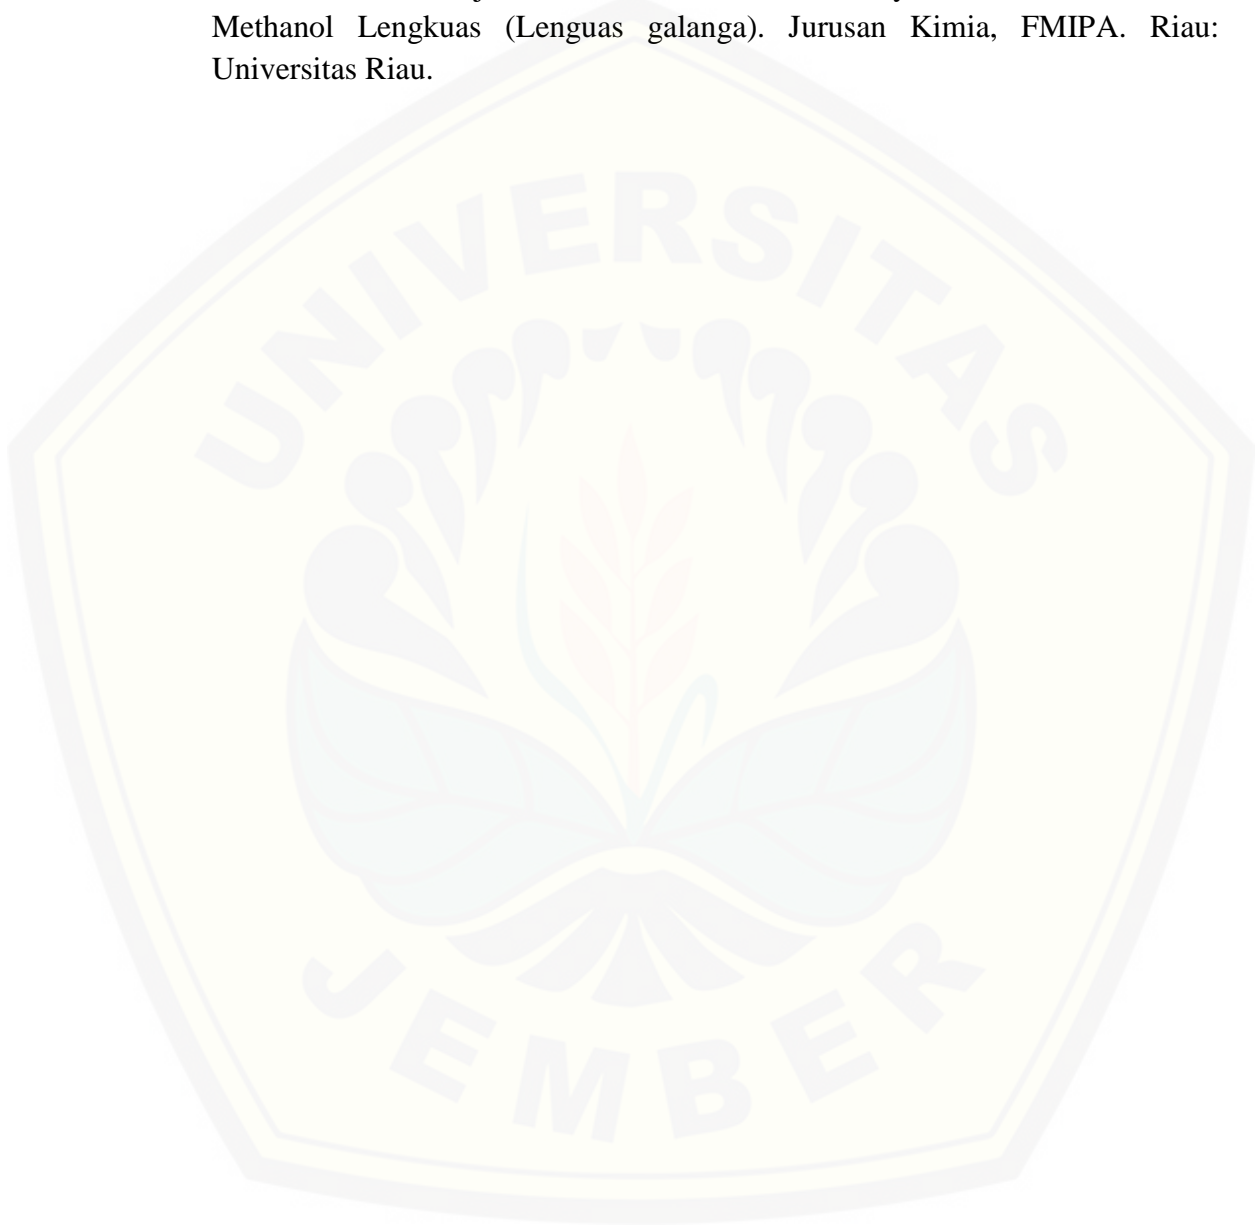 Methanol Lengkuas (Lenguas galanga). Jurusan Kimia, FMIPA. Riau:
Universitas Riau.
UNIVERSITAS
JEMBER